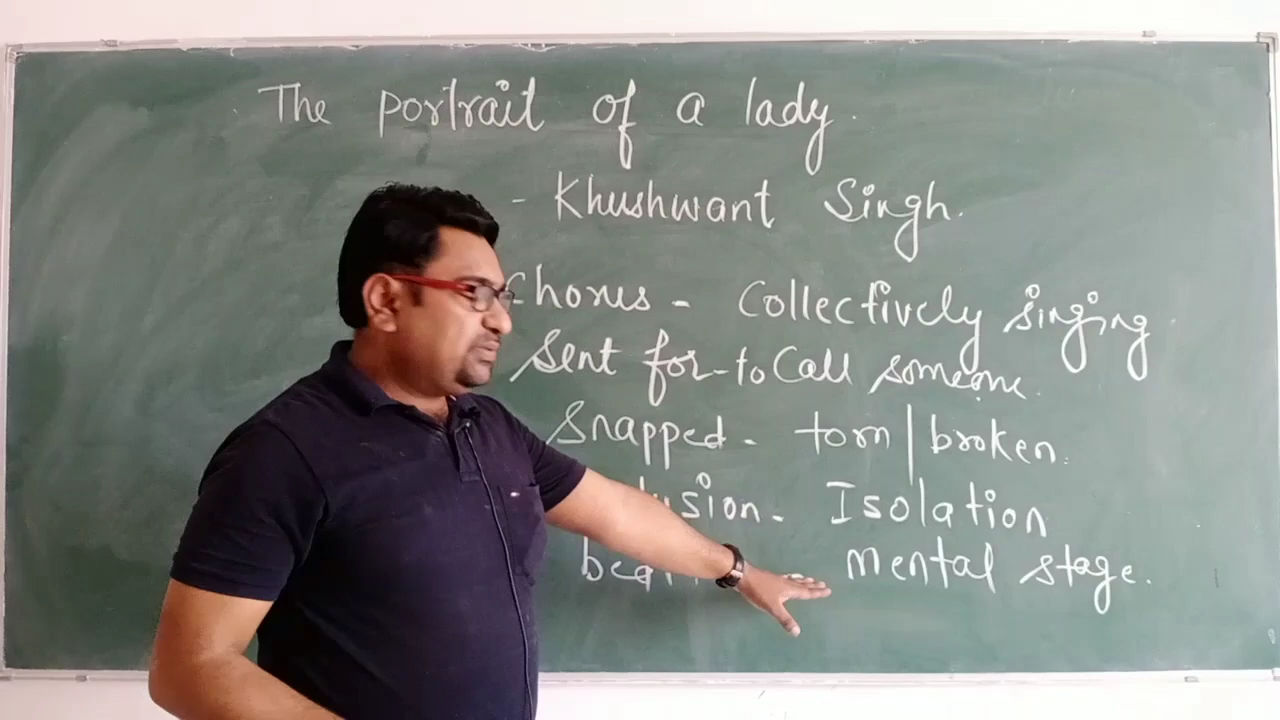 The portrait of a lady.
- Khushwant Singh.
Chorus - Collectively singing.
Sent for - to Call someone.
Snapped - torn | broken.
- Isolation
- Mental stage.